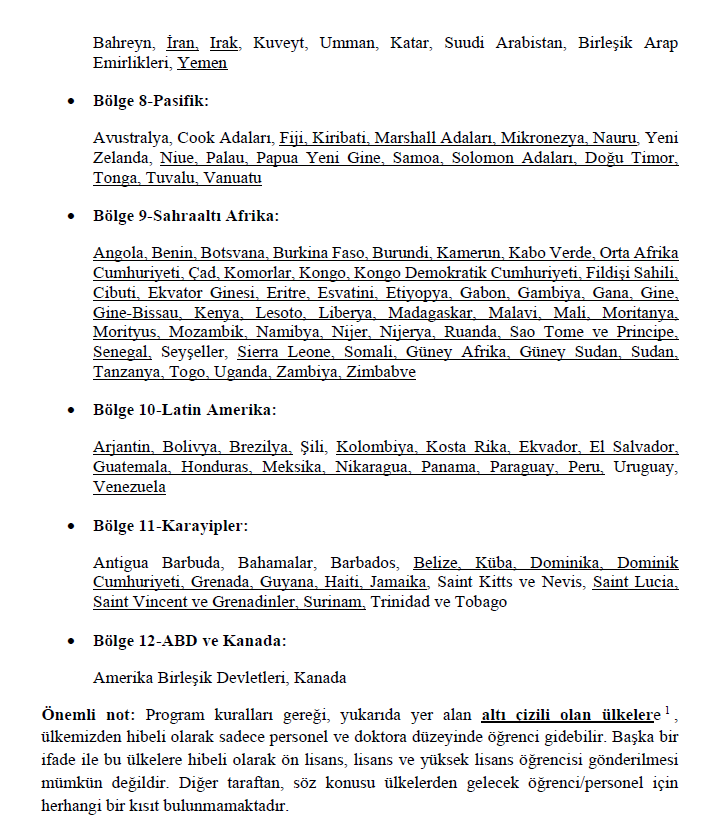 Bahreyn, İran, Irak, Kuveyt, Umman, Katar, Suudi Arabistan, Birleşik Arap
Emirlikleri, Yemen
• Bölge 8-Pasifik:
Avustralya, Cook Adaları, Fiji, Kiribati, Marshall Adaları, Mikronezya, Nauru, Yeni
Zelanda, Niue, Palau, Papua Yeni Gine, Samoa, Solomon Adaları, Doğu Timor,
Tonga, Tuvalu, Vanuatu
• Bölge 9-Sahraaltı Afrika:
Angola, Benin, Botsvana, Burkina Faso, Burundi, Kamerun, Kabo Verde, Orta Afrika
Cumhuriyeti, Çad, Komorlar, Kongo, Kongo Demokratik Cumhuriyeti, Fildişi Sahili,
Cibuti, Ekvator Ginesi, Eritre, Esvatini, Etiyopya, Gabon, Gambiya, Gana, Gine,
Gine-Bissau, Kenya, Lesoto, Liberya, Madagaskar, Malavi, Mali, Moritanya,
Morityus, Mozambik, Namibya, Nijer, Nijerya, Ruanda, Sao Tome ve Principe,
Senegal, Seyşeller, Sierra Leone, Somali, Güney Afrika, Güney Sudan, Sudan,
Tanzanya, Togo, Uganda, Zambiya, Zimbabve
• Bölge 10-Latin Amerika:
Arjantin, Bolivya, Brezilya, Şili, Kolombiya, Kosta Rika, Ekvador, El Salvador,
Guatemala, Honduras, Meksika, Nikaragua, Panama, Paraguay, Peru, Uruguay,
Venezuela
• Bölge 11-Karayipler:
Antigua Barbuda, Bahamalar, Barbados, Belize, Küba, Dominika, Dominik
Cumhuriyeti, Grenada, Guyana, Haiti, Jamaika, Saint Kitts ve Nevis, Saint Lucia,
Saint Vincent ve Grenadinler, Surinam, Trinidad ve Tobago
• Bölge 12-ABD ve Kanada:
Amerika Birleşik Devletleri, Kanada
Önemli not: Program kuralları gereği, yukarıda yer alan altı çizili olan ülkelere 1 ,
ülkemizden hibeli olarak sadece personel ve doktora düzeyinde öğrenci gidebilir. Başka bir
ifade ile bu ülkelere hibeli olarak ön lisans, lisans ve yüksek lisans öğrencisi gönderilmesi
mümkün değildir. Diğer taraftan, söz konusu ülkelerden gelecek öğrenci/personel için
herhangi bir kısıt bulunmamaktadır.